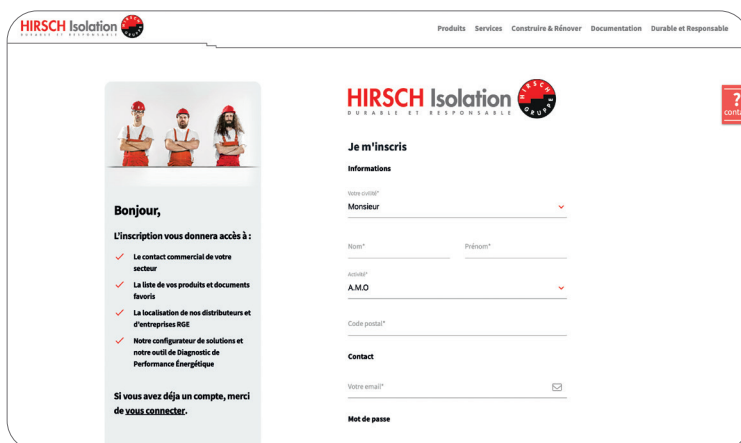 HIRSCH Isolation
DURABLE ET RESPONSABLE
Produits Services Construire & Rénover Documentation Durable et Responsable
?
conta
HIRSCH Isolation
DURABLE ET RESPONSABLE
HIRSCH GRUPPE
Je m'inscris
Informations
Votre civilité*
Monsieur
Nom* Prénom*
Activité*
A.M.O
Code postal*
Contact
Votre email*
Mot de passe
Bonjour,
L'inscription vous donnera accès à :
Le contact commercial de votre
secteur
La liste de vos produits et documents
favoris
La localisation de nos distributeurs et
d'entreprises RGE
Notre configurateur de solutions et
notre outil de Diagnostic de
Performance Énergétique
Si vous avez déja un compte, merci
de vous connecter.